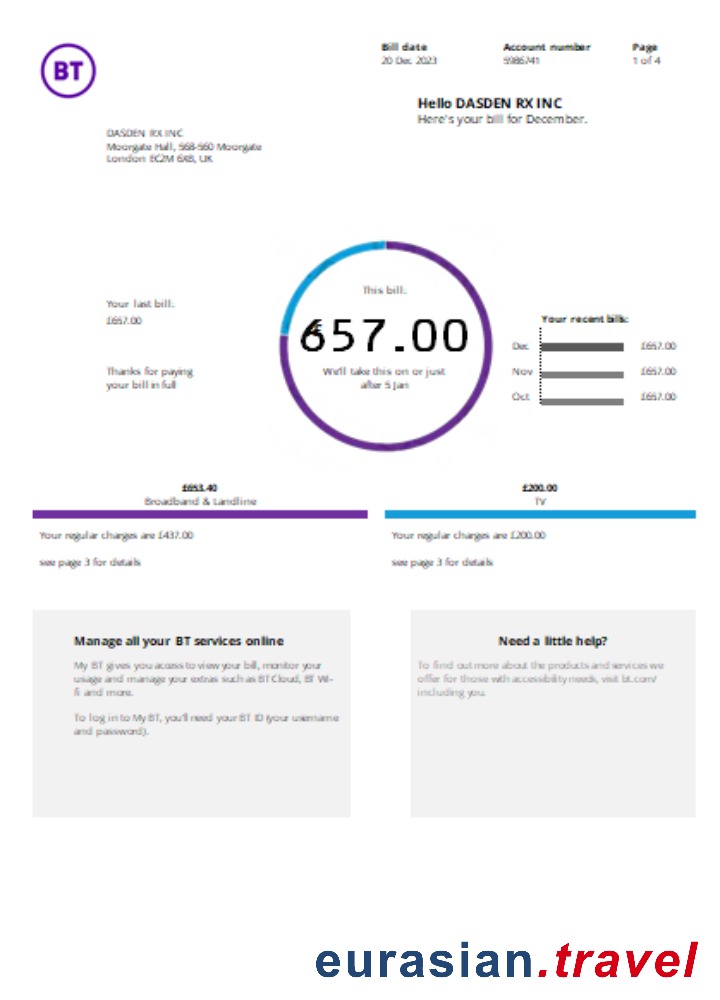 BT
Bill date
20 Dec 2023
Account number
5986741
Page
1 of 4
Hello DASDEN RX INC
Here's your bill for December.
DASDEN RX INC
Moorgate Hall, 568-560 Moorgate
London EC2M 6XB, UK
Your last bill:
£657.00
Thanks for paying
your bill in full
This bill:
657.00
We'll take this on or just
after 5 Jan
Your recent bills:
Dec £657.00
Nov £657.00
Oct £657.00
£653.40
Broadband & Landline
Your regular charges are £437.00
see page 3 for details
£200.00
TV
Your regular charges are £200.00
see page 3 for details
Manage all your BT services online
My BT gives you access to view your bill, monitor your
usage and manage your extras such as BT Cloud, BT Wi-
fi and more.
To log in to My BT, you'll need your BT ID (your username
and password).
Need a little help?
To find out more about the products and services we
offer for those with accessibility needs, visit bt.com/
including you.
eurasian.travel